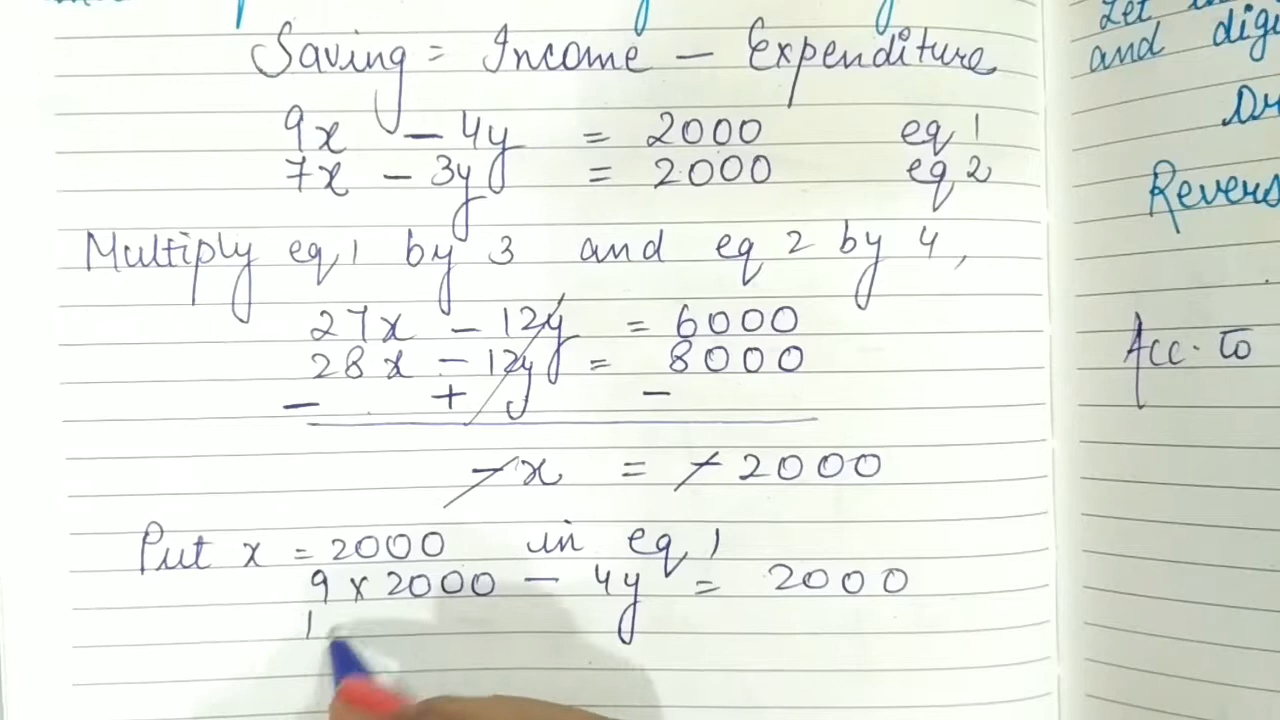 Saving = Income - Expenditure
9x - 4y = 2000 eq 1
7x - 3y = 2000 eq 2
Multiply eq 1 by 3 and eq 2 by 4,
27x - 12y = 6000
28x - 12y = 8000
- + -
-x = -2000
Put x = 2000 in eq 1
9 x 2000 - 4y = 2000
1
Let
and
Revers
Acc. to